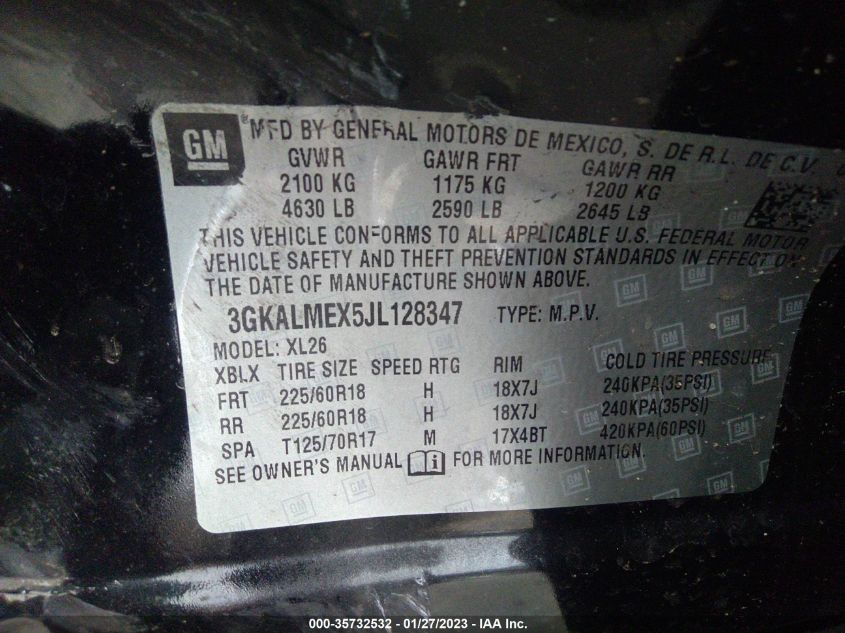 GM ® MFD BY GENERAL MOTORS DE MEXICO, S. DE R.L. DE C.V.
GVWR GAWR FRT GAWR RR
2100 KG 1175 KG 1200 KG
4630 LB 2590 LB 2645 LB
THIS VEHICLE CONFORMS TO ALL APPLICABLE U.S. FEDERAL MOTOR
VEHICLE SAFETY AND THEFT PREVENTION STANDARDS IN EFFECT ON
THE DATE OF MANUFACTURE SHOWN ABOVE.
3GKALMEX5JL128347 TYPE: M.P.V.
MODEL: XL26
XBLX TIRE SIZE SPEED RTG RIM COLD TIRE PRESSURE
FRT 225/60R18 H 18X7J 240KPA(35PSI)
RR 225/60R18 H 18X7J 240KPA(35PSI)
SPA T125/70R17 M 17X4BT 420KPA(60PSI)
SEE OWNER'S MANUAL i FOR MORE INFORMATION.
000-35732532 - 01/27/2023 - IAA Inc.